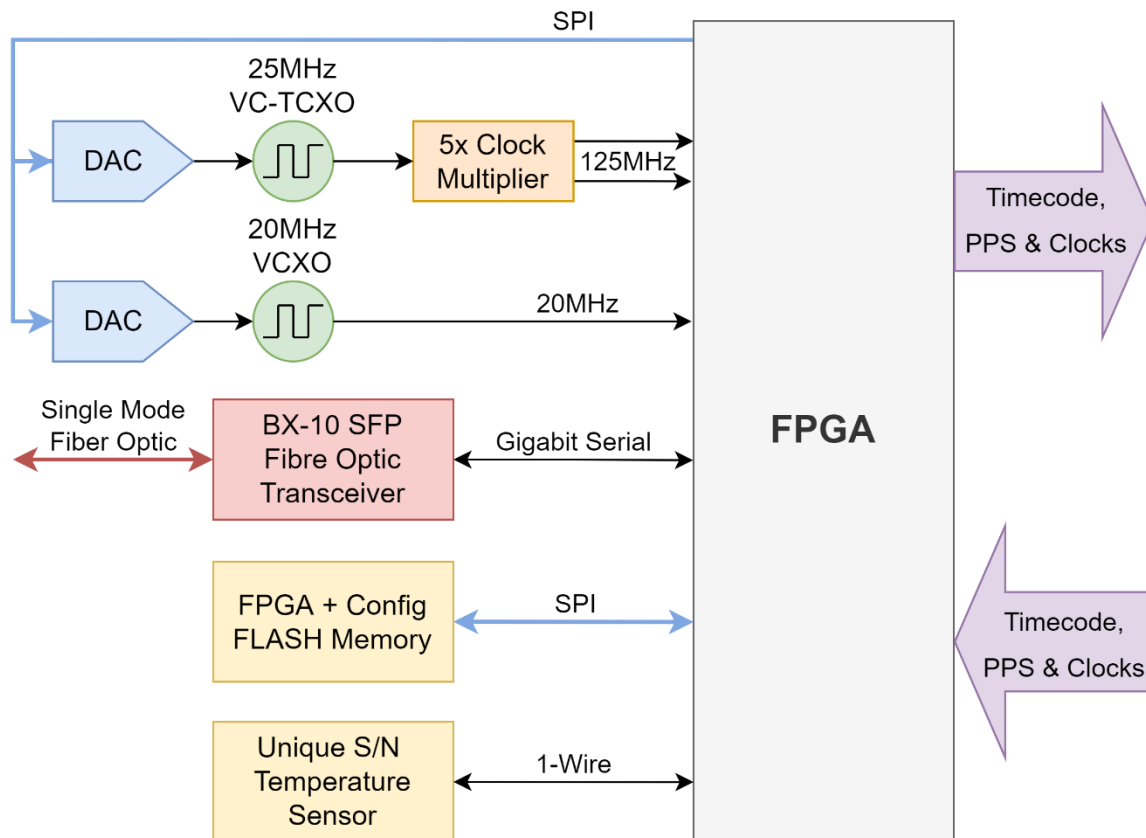 SPI
25MHz
VC-TCXO
DAC
5x Clock
Multiplier
125MHz
Timecode,
PPS & Clocks
20MHz
VCXO
DAC
20MHz
FPGA
Single Mode
Fiber Optic
BX-10 SFP
Fibre Optic
Transceiver
Gigabit Serial
FPGA + Config
FLASH Memory
SPI
Timecode,
PPS & Clocks
Unique S/N
Temperature
Sensor
1-Wire